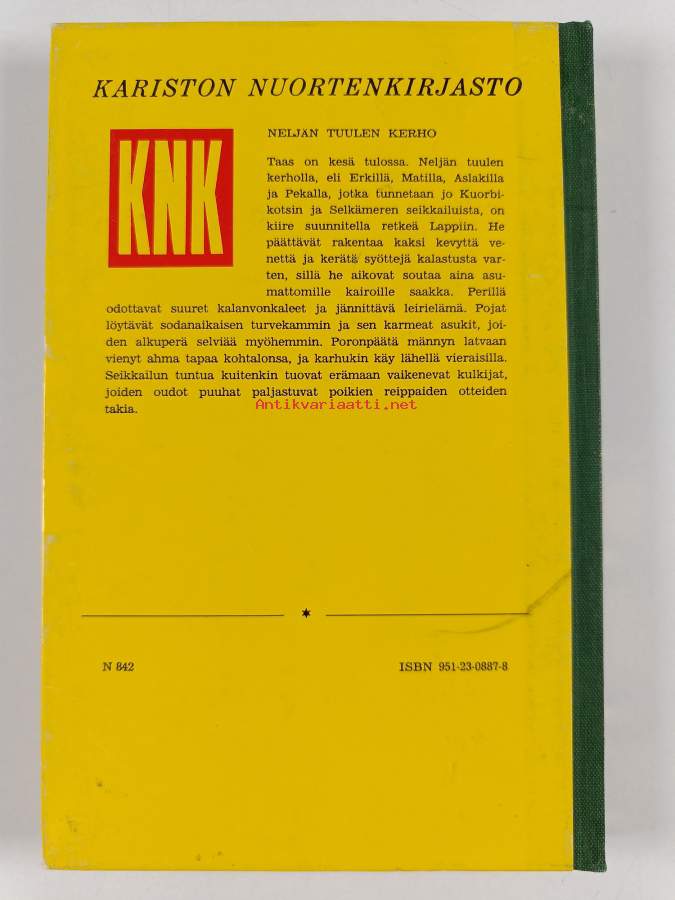 KARISTON NUORTENKIRJASTO
KNK
NELJÄN TUULEN KERHO
Taas on kesä tulossa. Neljän tuulen
kerholla, eli Erkillä, Matilla, Aslakilla
ja Pekalla, jotka tunnetaan jo Kuorbi-
kotsin ja Selkämeren seikkailuista, on
kiire suunnitella retkeä Lappiin. He
päättävät rakentaa kaksi kevyttä ve-
nettä ja kerätä syöttejä kalastusta var-
ten, sillä he aikovat soutaa aina asu-
mattomille kairoille saakka. Perillä
odottavat suuret kalanvonkaleet ja jännittävä leirielämä. Pojat
löytävät sodanaikaisen turvekammin ja sen karmeat asukit, joi-
den alkuperä selviää myöhemmin. Poronpäätä männyn latvaan
vienyt ahma tapaa kohtalonsa, ja karhukin käy lähellä vieraisilla.
Seikkailun tuntua kuitenkin tuovat erämaan vaikenevat kulkijat,
joiden oudot puuhat paljastuvat poikien reippaiden otteiden
takia.
Antikvariaatti.net
N 842
ISBN 951-23-0887-8